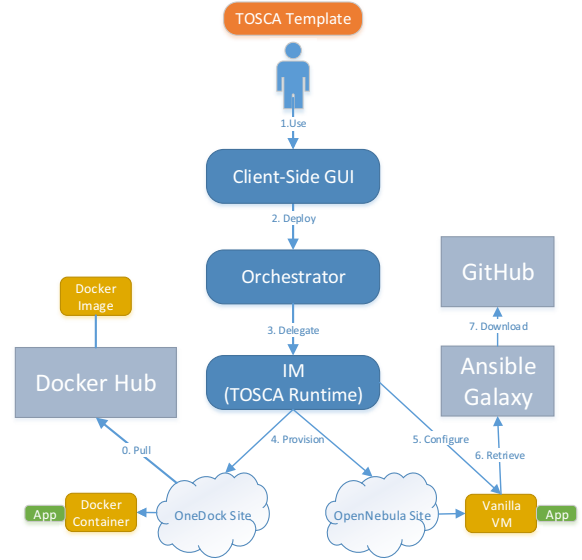 TOSCA Template
1.Use
Client-Side GUI
2. Deploy
Orchestrator
GitHub
Docker
Image
3. Delegate
7. Download
Docker Hub
IM
(TOSCA Runtime)
Ansible
Galaxy
0. Pull
4. Provision
5. Configure
6. Retrieve
App
Docker
Container
OneDock Site
OpenNebula Site
Vanilla
VM
App